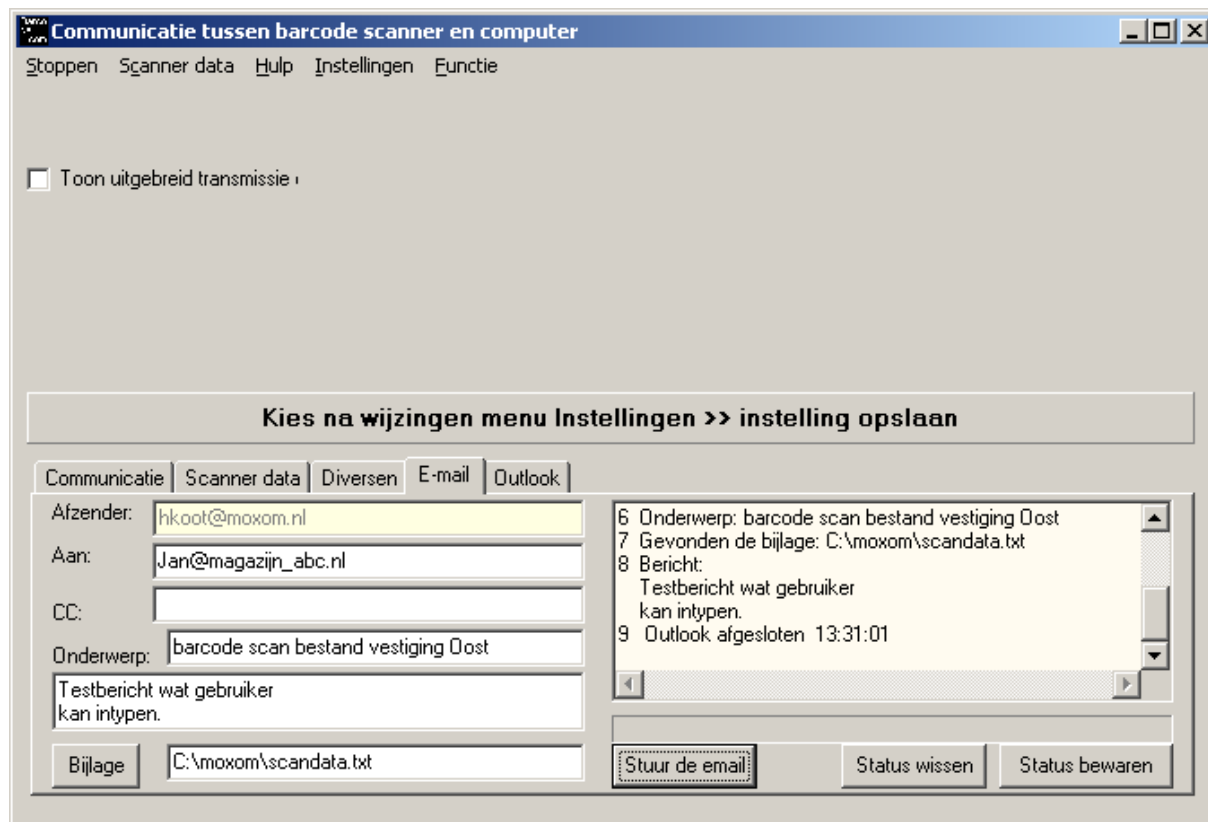 Communicatie tussen barcode scanner en computer
Stoppen Scanner data Hulp Instellingen Functie
Toon uitgebreid transmissie
Kies na wijzingen menu Instellingen >> instelling opslaan
Communicatie Scanner data Diversen E-mail Outlook
Afzender: hkoot@moxom.nl
Aan: Jan@magazijn_abc.nl
CC:
Onderwerp: barcode scan bestand vestiging Oost
Testbericht wat gebruiker
kan intypen.
Bijlage C:\moxom\scandata.txt
6 Onderwerp: barcode scan bestand vestiging Oost
7 Gevonden de bijlage: C:\moxom\scandata.txt
8 Bericht:
Testbericht wat gebruiker
kan intypen.
9 Outlook afgesloten 13:31:01
Stuur de email Status wissen Status bewaren